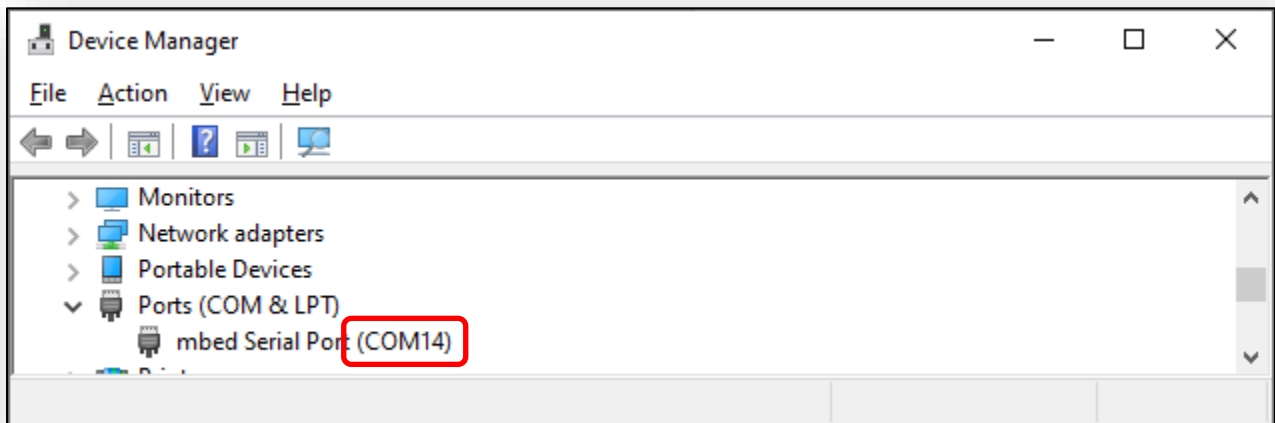 Device Manager
File Action View Help
Monitors
Network adapters
Portable Devices
Ports (COM & LPT)
mbed Serial Port (COM14)